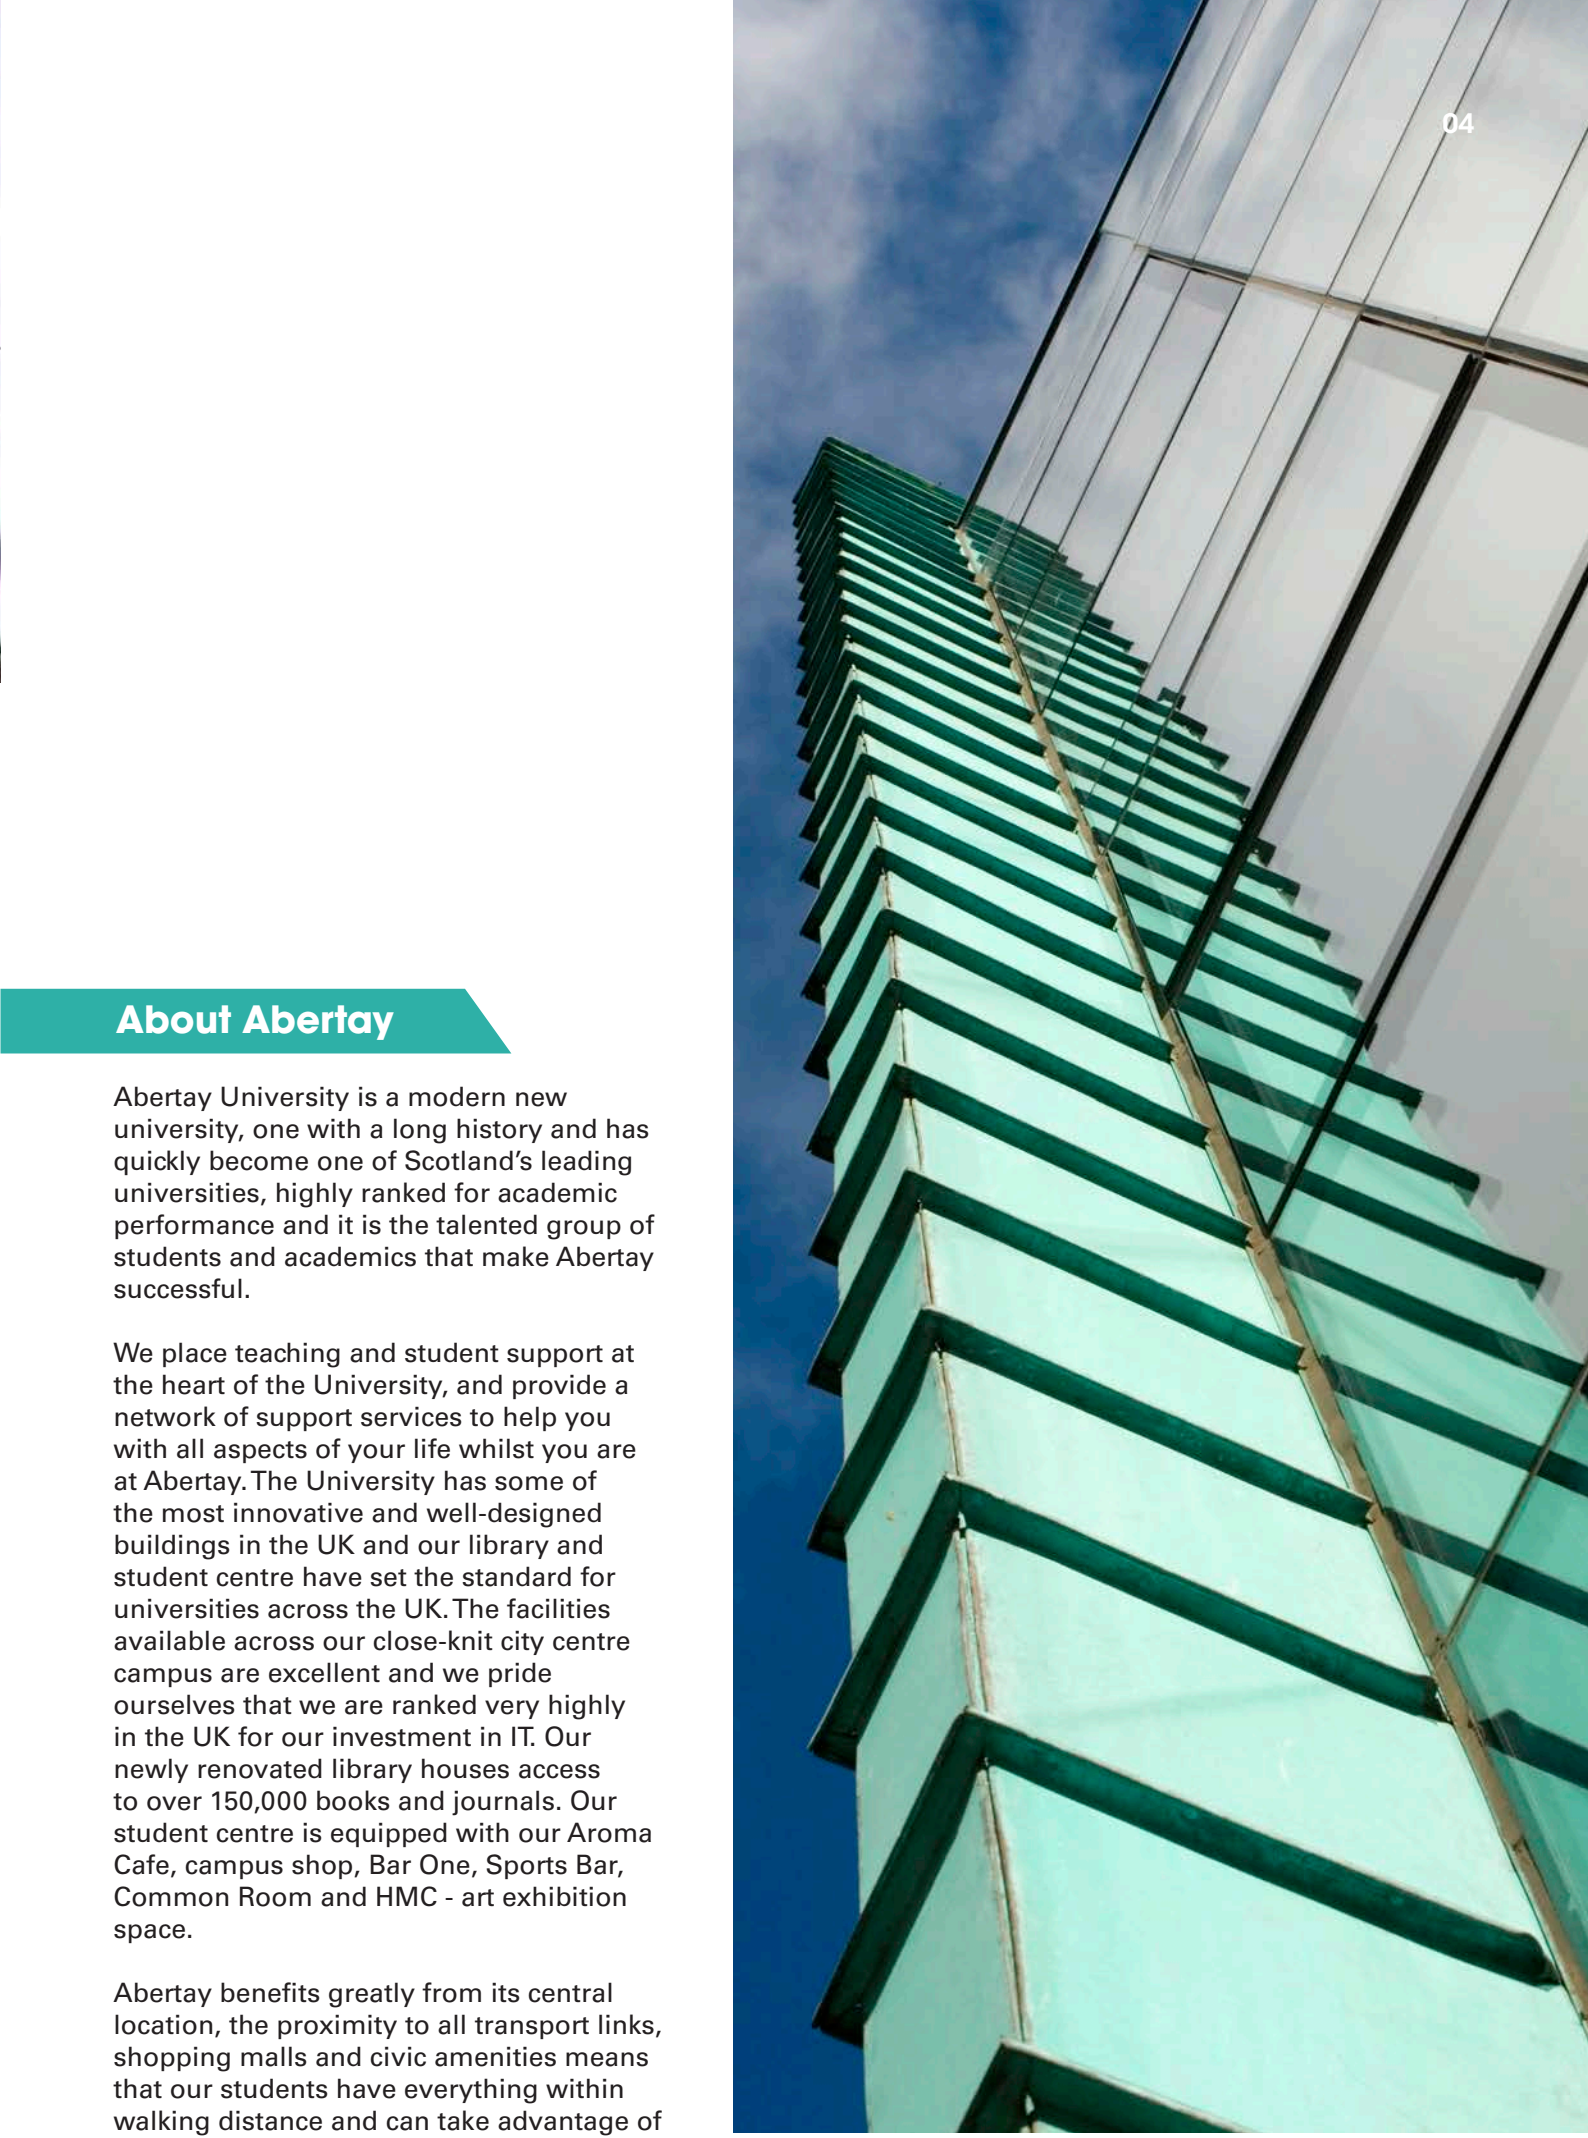 04
About Abertay
Abertay University is a modern new
university, one with a long history and has
quickly become one of Scotland’s leading
universities, highly ranked for academic
performance and it is the talented group of
students and academics that make Abertay
successful.
We place teaching and student support at
the heart of the University, and provide a
network of support services to help you
with all aspects of your life whilst you are
at Abertay. The University has some of
the most innovative and well-designed
buildings in the UK and our library and
student centre have set the standard for
universities across the UK. The facilities
available across our close-knit city centre
campus are excellent and we pride
ourselves that we are ranked very highly
in the UK for our investment in IT. Our
newly renovated library houses access
to over 150,000 books and journals. Our
student centre is equipped with our Aroma
Cafe, campus shop, Bar One, Sports Bar,
Common Room and HMC - art exhibition
space.
Abertay benefits greatly from its central
location, the proximity to all transport links,
shopping malls and civic amenities means
that our students have everything within
walking distance and can take advantage of